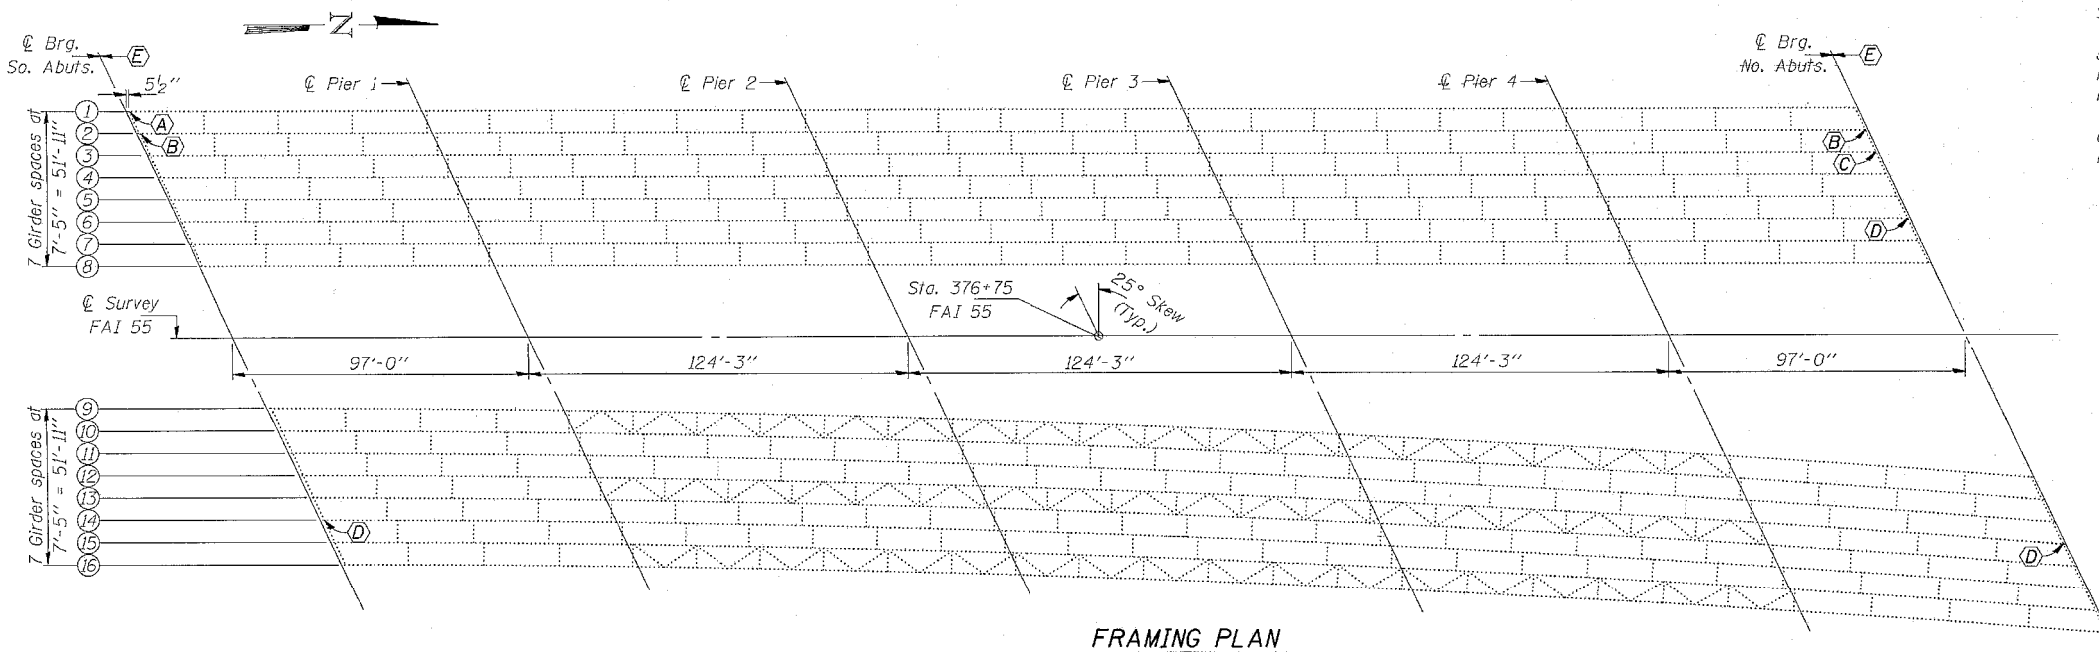 N
℄ Brg.
So. Abuts.
E
5½"
℄ Pier 1
℄ Pier 2
℄ Pier 3
℄ Pier 4
℄ Brg.
No. Abuts.
E
7 Girder spaces at
7'-5" = 51'-11"
1
2
3
4
5
6
7
8
A
B
B
C
D
℄ Survey
FAI 55
Sta. 376+75
FAI 55
25° Skew
(Typ.)
97'-0"
124'-3"
124'-3"
124'-3"
97'-0"
7 Girder spaces at
7'-5" = 51'-11"
9
10
11
12
13
14
15
16
D
D
FRAMING PLAN